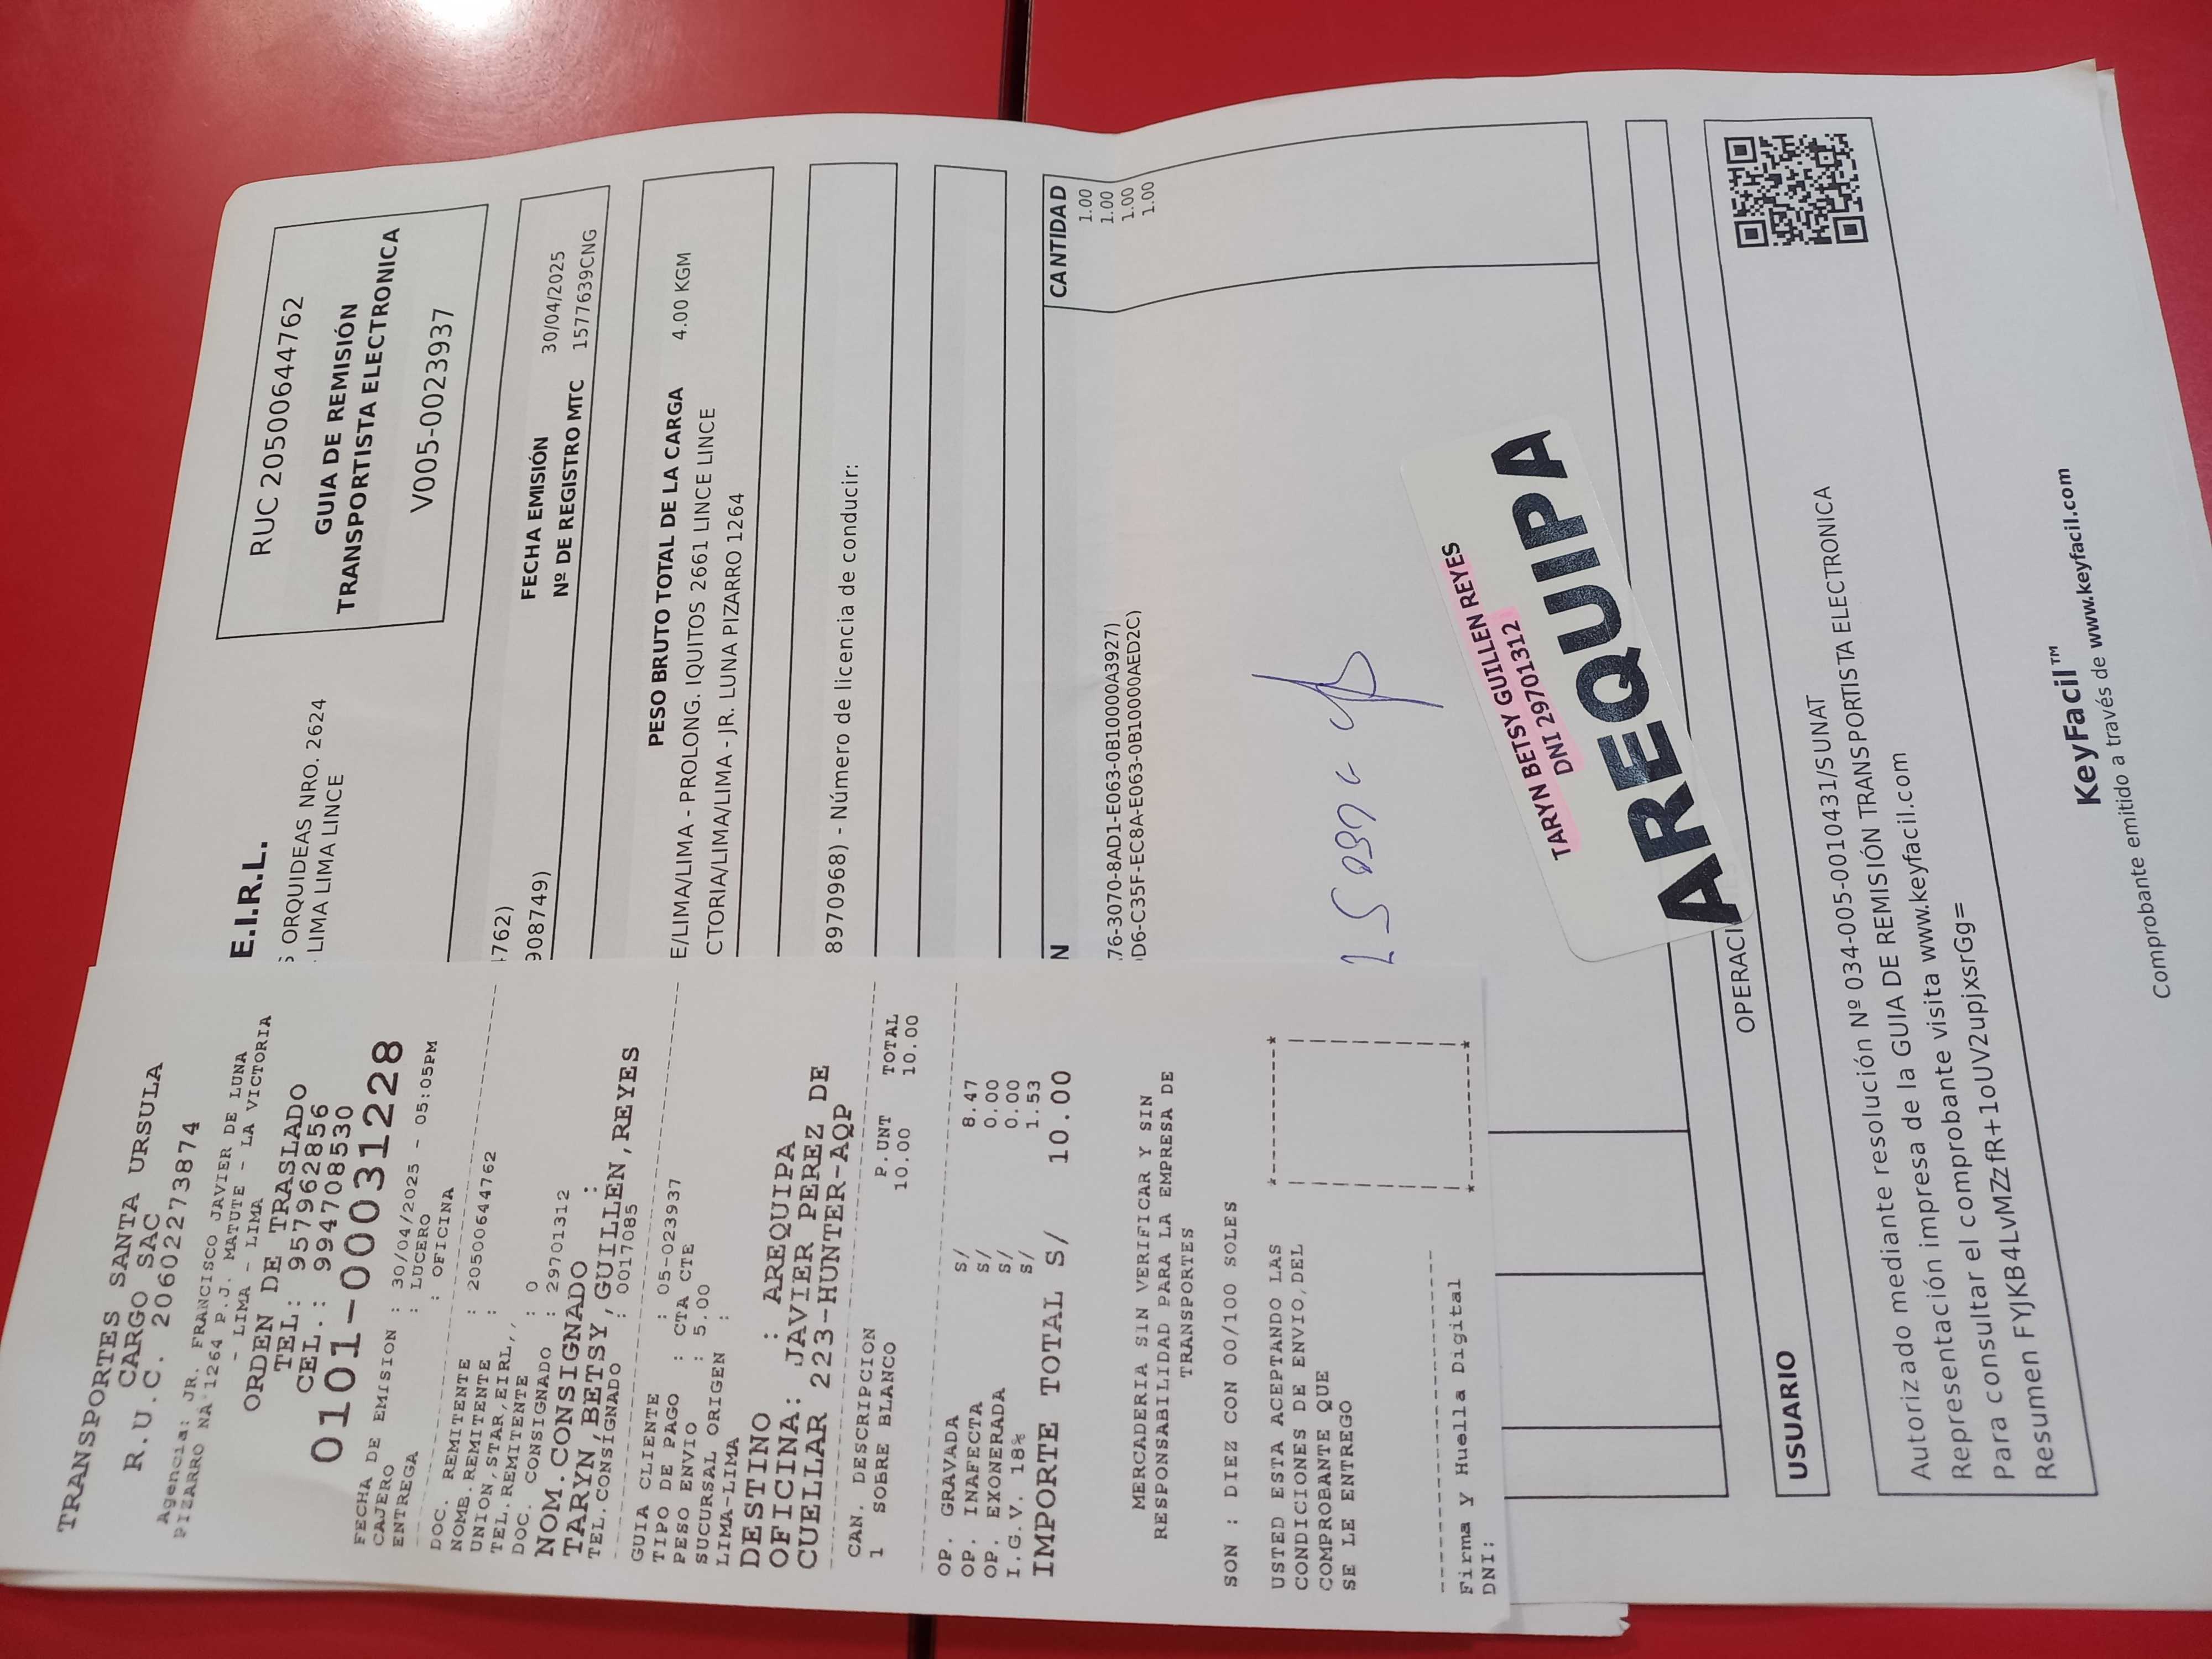 TRANSPORTES SANTA URSULA
CARGO SAC
R.U.C. 20602273874
Agencia: JR. FRANCISCO JAVIER DE LUNA
PIZARRO NA 1264 P.J. MATUTE - LA VICTORIA
- LIMA - LIMA
ORDEN DE TRASLADO
TEL: 957962856
CEL.: 994708530
0101-0031228
FECHA DE EMISION : 30/04/2025 - 05:05PM
CAJERO : LUCERO
ENTREGA : OFICINA
DOC. REMITENTE : 20500644762
NOME.REMITENTE :
UNION,STAR,EIRL,,
TEL.REMITENTE : 0
DOC. CONSIGNADO : 29701312
NOM.CONSIGNADO :
TARYN,BETSY,GUILLEN,REYES
TEL.CONSIGNADO : 0017085
GUIA CLIENTE : 05-023937
TIPO DE PAGO : CTA CTE
PESO ENVIO : 5.00
SUCURSAL ORIGEN :
LIMA-LIMA
DESTINO : AREQUIPA
OFICINA: JAVIER PEREZ DE
CUELLAR 223-HUNTER-AQP
CAN. DESCRIPCION P.UNT TOTAL
1 SOBRE BLANCO 10.00 10.00
OP. GRAVADA S/ 8.47
OP. INAFECTA S/ 0.00
OP. EXONERADA S/ 0.00
I.G.V. 18% S/ 1.53
IMPORTE TOTAL S/ 10.00
MERCADERIA SIN VERIFICAR Y SIN
RESPONSABILIDAD PARA LA EMPRESA DE
TRANSPORTES
SON : DIEZ CON 00/100 SOLES
USTED ESTA ACEPTANDO LAS
CONDICIONES DE ENVIO,DEL
COMPROBANTE QUE
SE LE ENTREGO
Firma y Huella Digital
DNI:
E.I.R.L.
ORQUIDEAS NRO. 2624
LIMA LIMA LINCE
RUC 20500644762
GUIA DE REMISIÓN
TRANSPORTISTA ELECTRONICA
V005-0023937
4762)
908749)
FECHA EMISIÓN 30/04/2025
Nº DE REGISTRO MTC 1577639CNG
PESO BRUTO TOTAL DE LA CARGA 4.00 KGM
E/LIMA/LIMA - PROLONG. IQUITOS 2661 LINCE LINCE
CTORIA/LIMA/LIMA - JR. LUNA PIZARRO 1264
8970968) - Número de licencia de conducir:
N CANTIDAD
1.00
76-3070-8AD1-E063-0B10000A3927) 1.00
D6-C35F-EC8A-E063-0B10000AED2C) 1.00
1.00
TARYN BETSY GUILLEN REYES
DNI 29701312
AREQUIPA
OPERACI
USUARIO
Autorizado mediante resolución Nº 034-005-0010431/SUNAT
Representación impresa de la GUIA DE REMISIÓN TRANSPORTISTA ELECTRONICA
Para consultar el comprobante visita www.keyfacil.com
Resumen FYJKB4LvMZzfR+1oUV2upjxsrGg=
KeyFacil™
Comprobante emitido a través de www.keyfacil.com